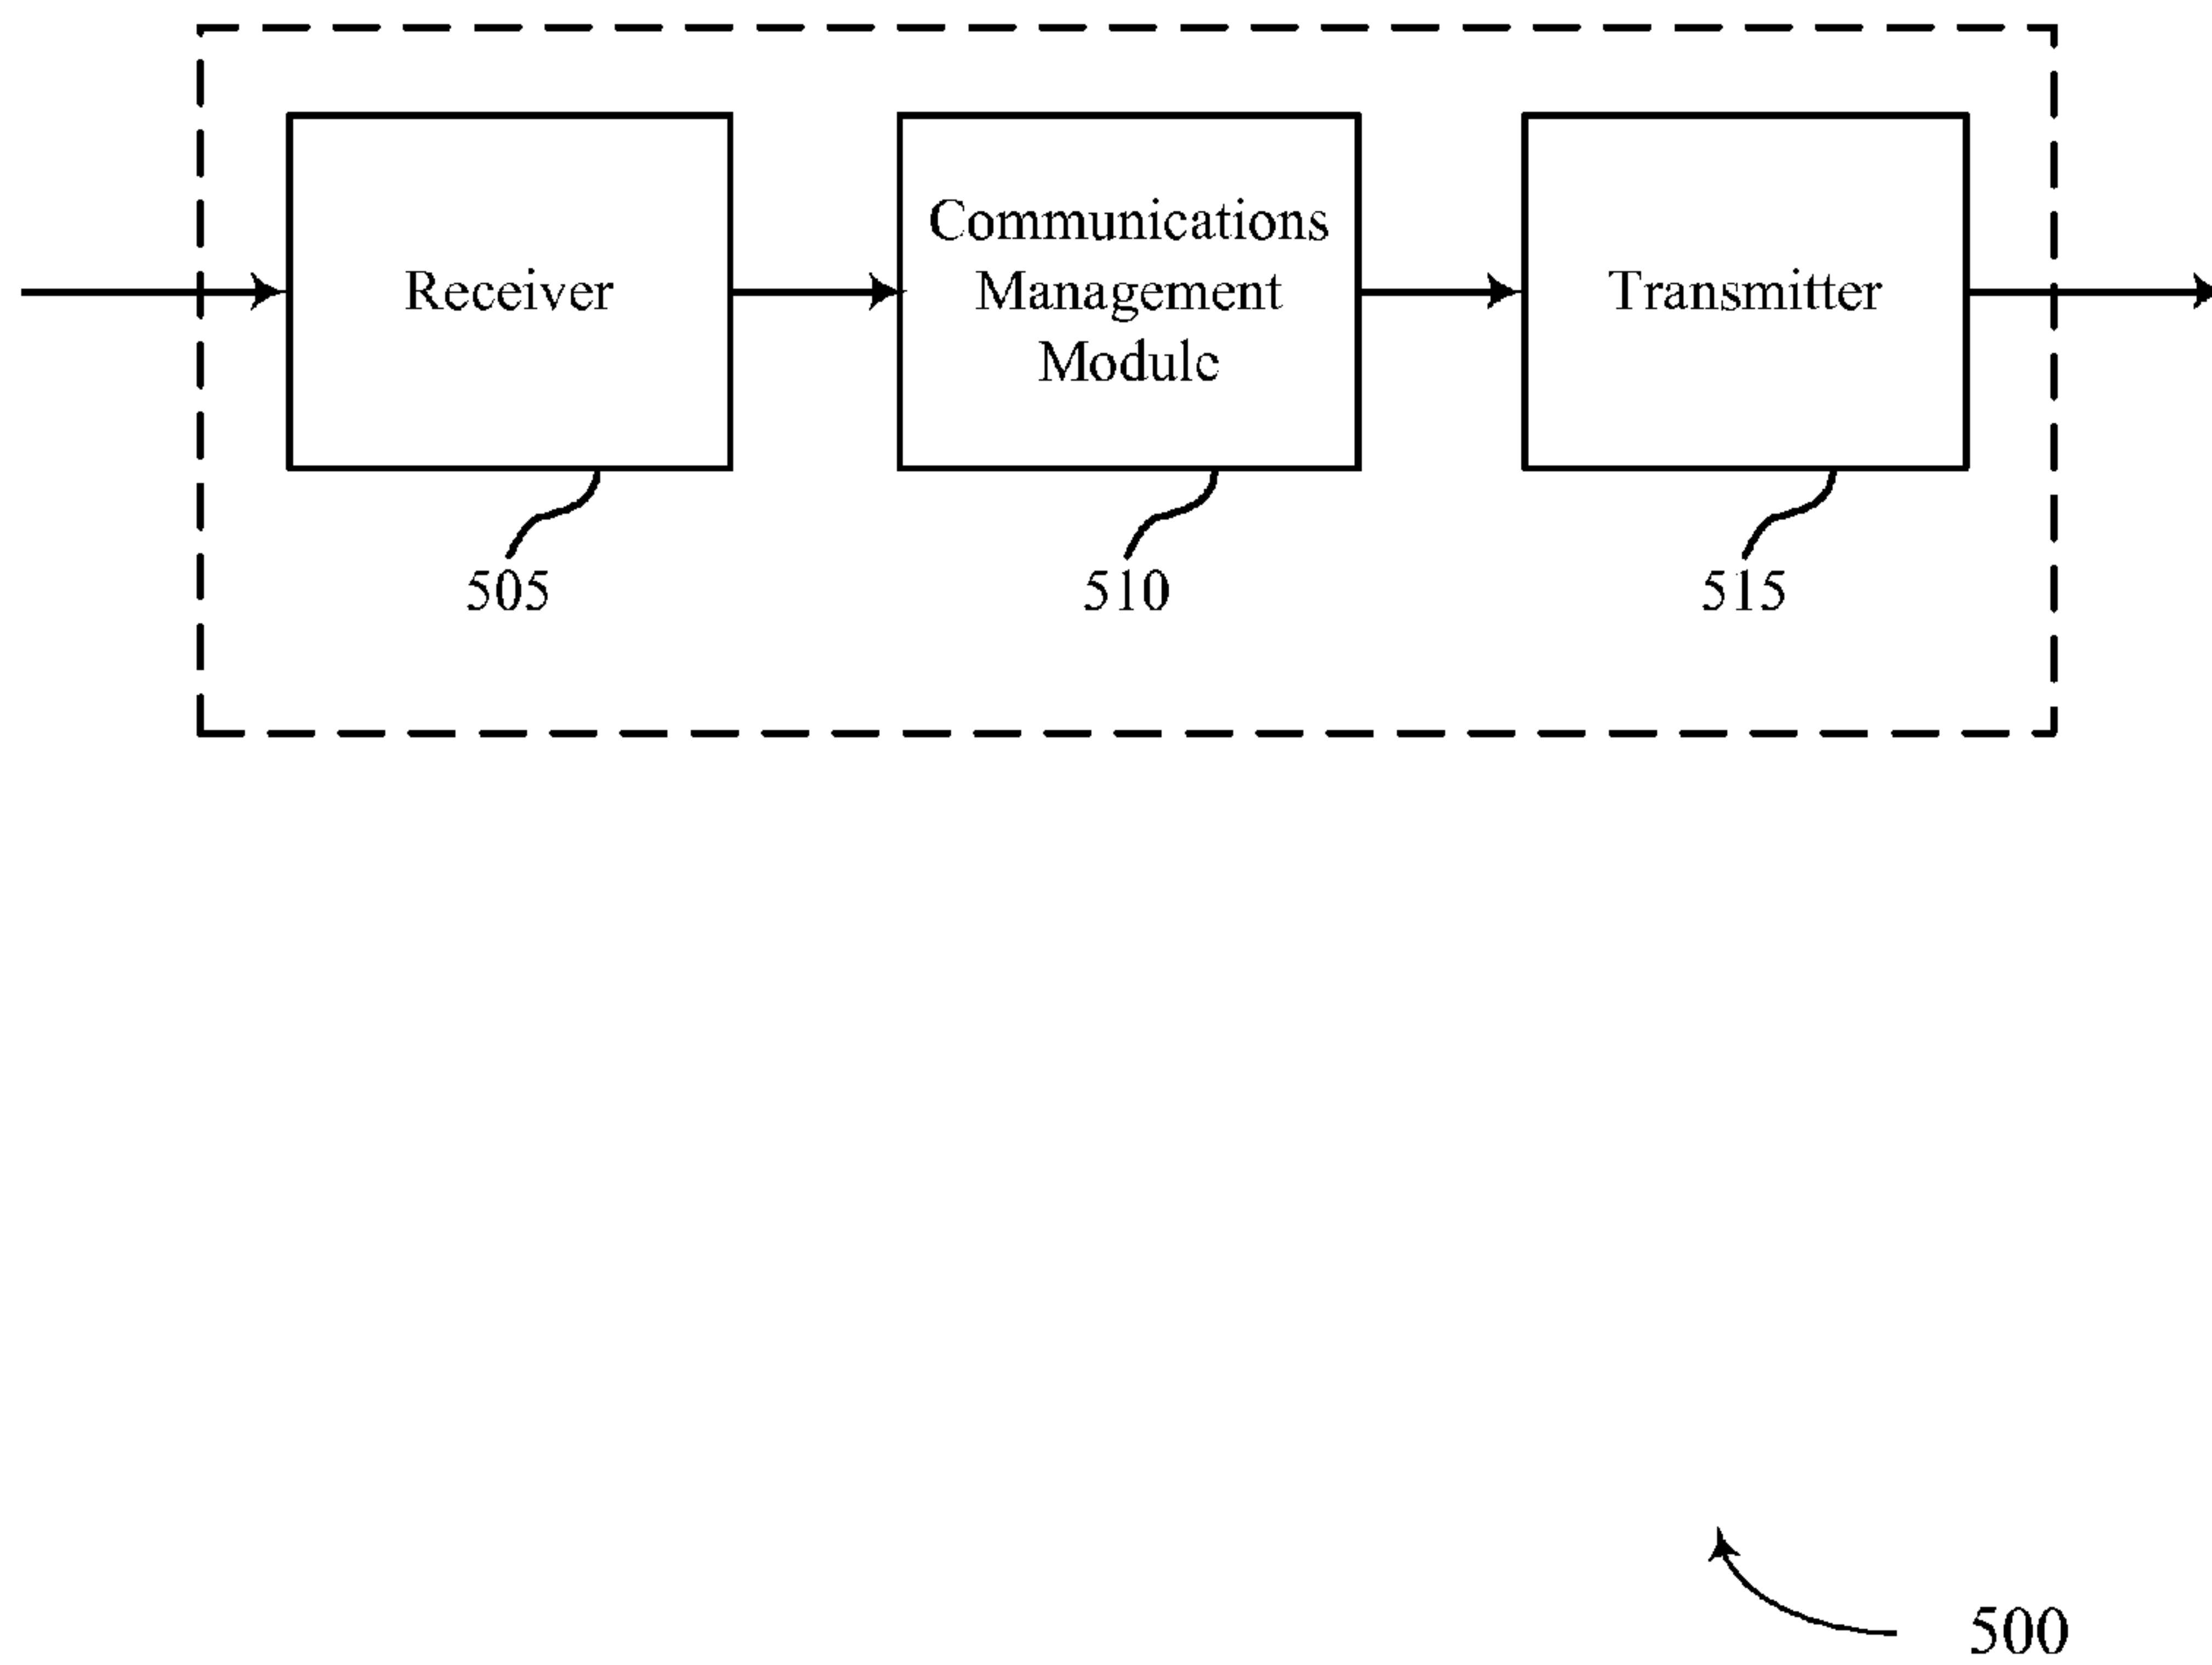 Receiver
Communications
Management
Module
Transmitter
505
510
515
500